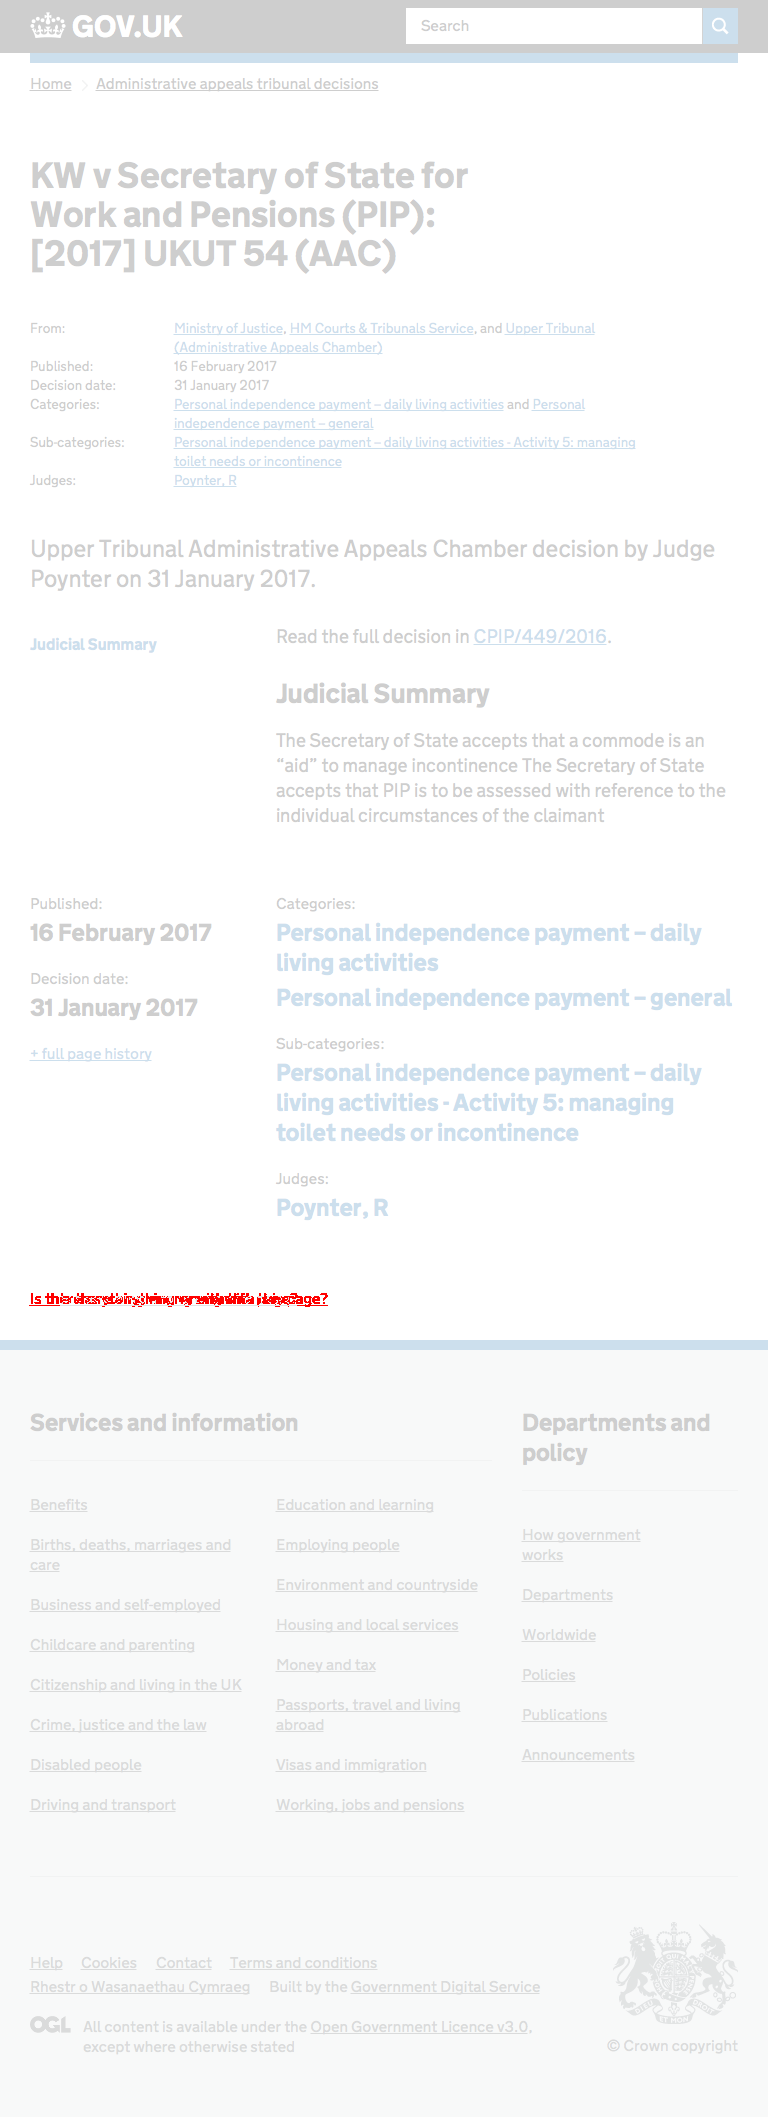 GOV.UK
Search
Home Administrative appeals tribunal decisions
KW v Secretary of State for
Work and Pensions (PIP):
[2017] UKUT 54 (AAC)
From: Ministry of Justice, HM Courts & Tribunals Service, and Upper Tribunal
(Administrative Appeals Chamber)
Published: 16 February 2017
Decision date: 31 January 2017
Categories: Personal independence payment – daily living activities and Personal
independence payment – general
Sub-categories: Personal independence payment – daily living activities - Activity 5: managing
toilet needs or incontinence
Judges: Poynter, R
Upper Tribunal Administrative Appeals Chamber decision by Judge
Poynter on 31 January 2017.
Judicial Summary
Read the full decision in CPIP/449/2016.
Judicial Summary
The Secretary of State accepts that a commode is an
“aid” to manage incontinence The Secretary of State
accepts that PIP is to be assessed with reference to the
individual circumstances of the claimant
Published:
16 February 2017
Decision date:
31 January 2017
+ full page history
Categories:
Personal independence payment – daily
living activities
Personal independence payment – general
Sub-categories:
Personal independence payment – daily
living activities - Activity 5: managing
toilet needs or incontinence
Judges:
Poynter, R
Services and information
Benefits
Births, deaths, marriages and
care
Business and self-employed
Childcare and parenting
Citizenship and living in the UK
Crime, justice and the law
Disabled people
Driving and transport
Education and learning
Employing people
Environment and countryside
Housing and local services
Money and tax
Passports, travel and living
abroad
Visas and immigration
Working, jobs and pensions
Departments and
policy
How government
works
Departments
Worldwide
Policies
Publications
Announcements
Help Cookies Contact Terms and conditions
Rhestr o Wasanaethau Cymraeg Built by the Government Digital Service
OGL All content is available under the Open Government Licence v3.0,
except where otherwise stated
© Crown copyright